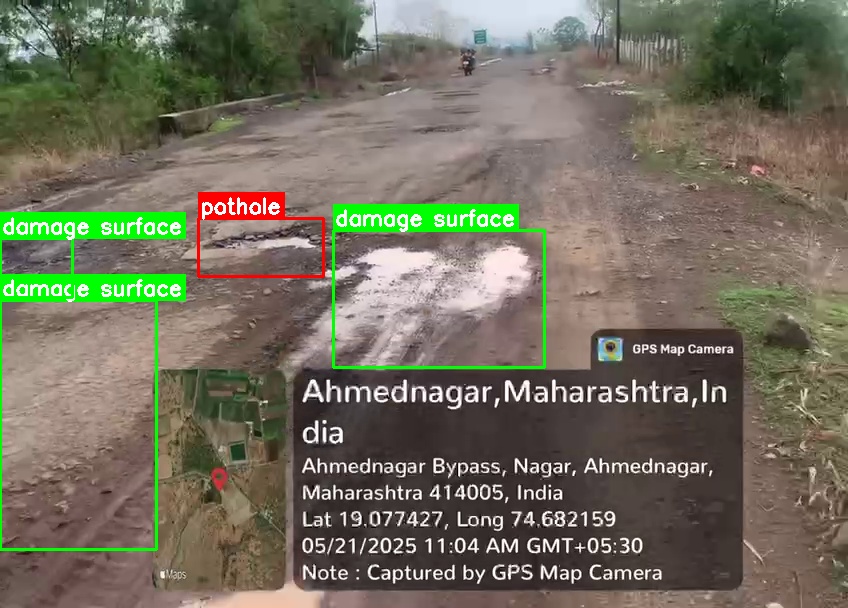 pothole
damage surface
damage surface
damage surface
GPS Map Camera
Ahmednagar,Maharashtra,In
dia
Ahmednagar Bypass, Nagar, Ahmednagar,
Maharashtra 414005, India
Lat 19.077427, Long 74.682159
05/21/2025 11:04 AM GMT+05:30
Note : Captured by GPS Map Camera
Maps